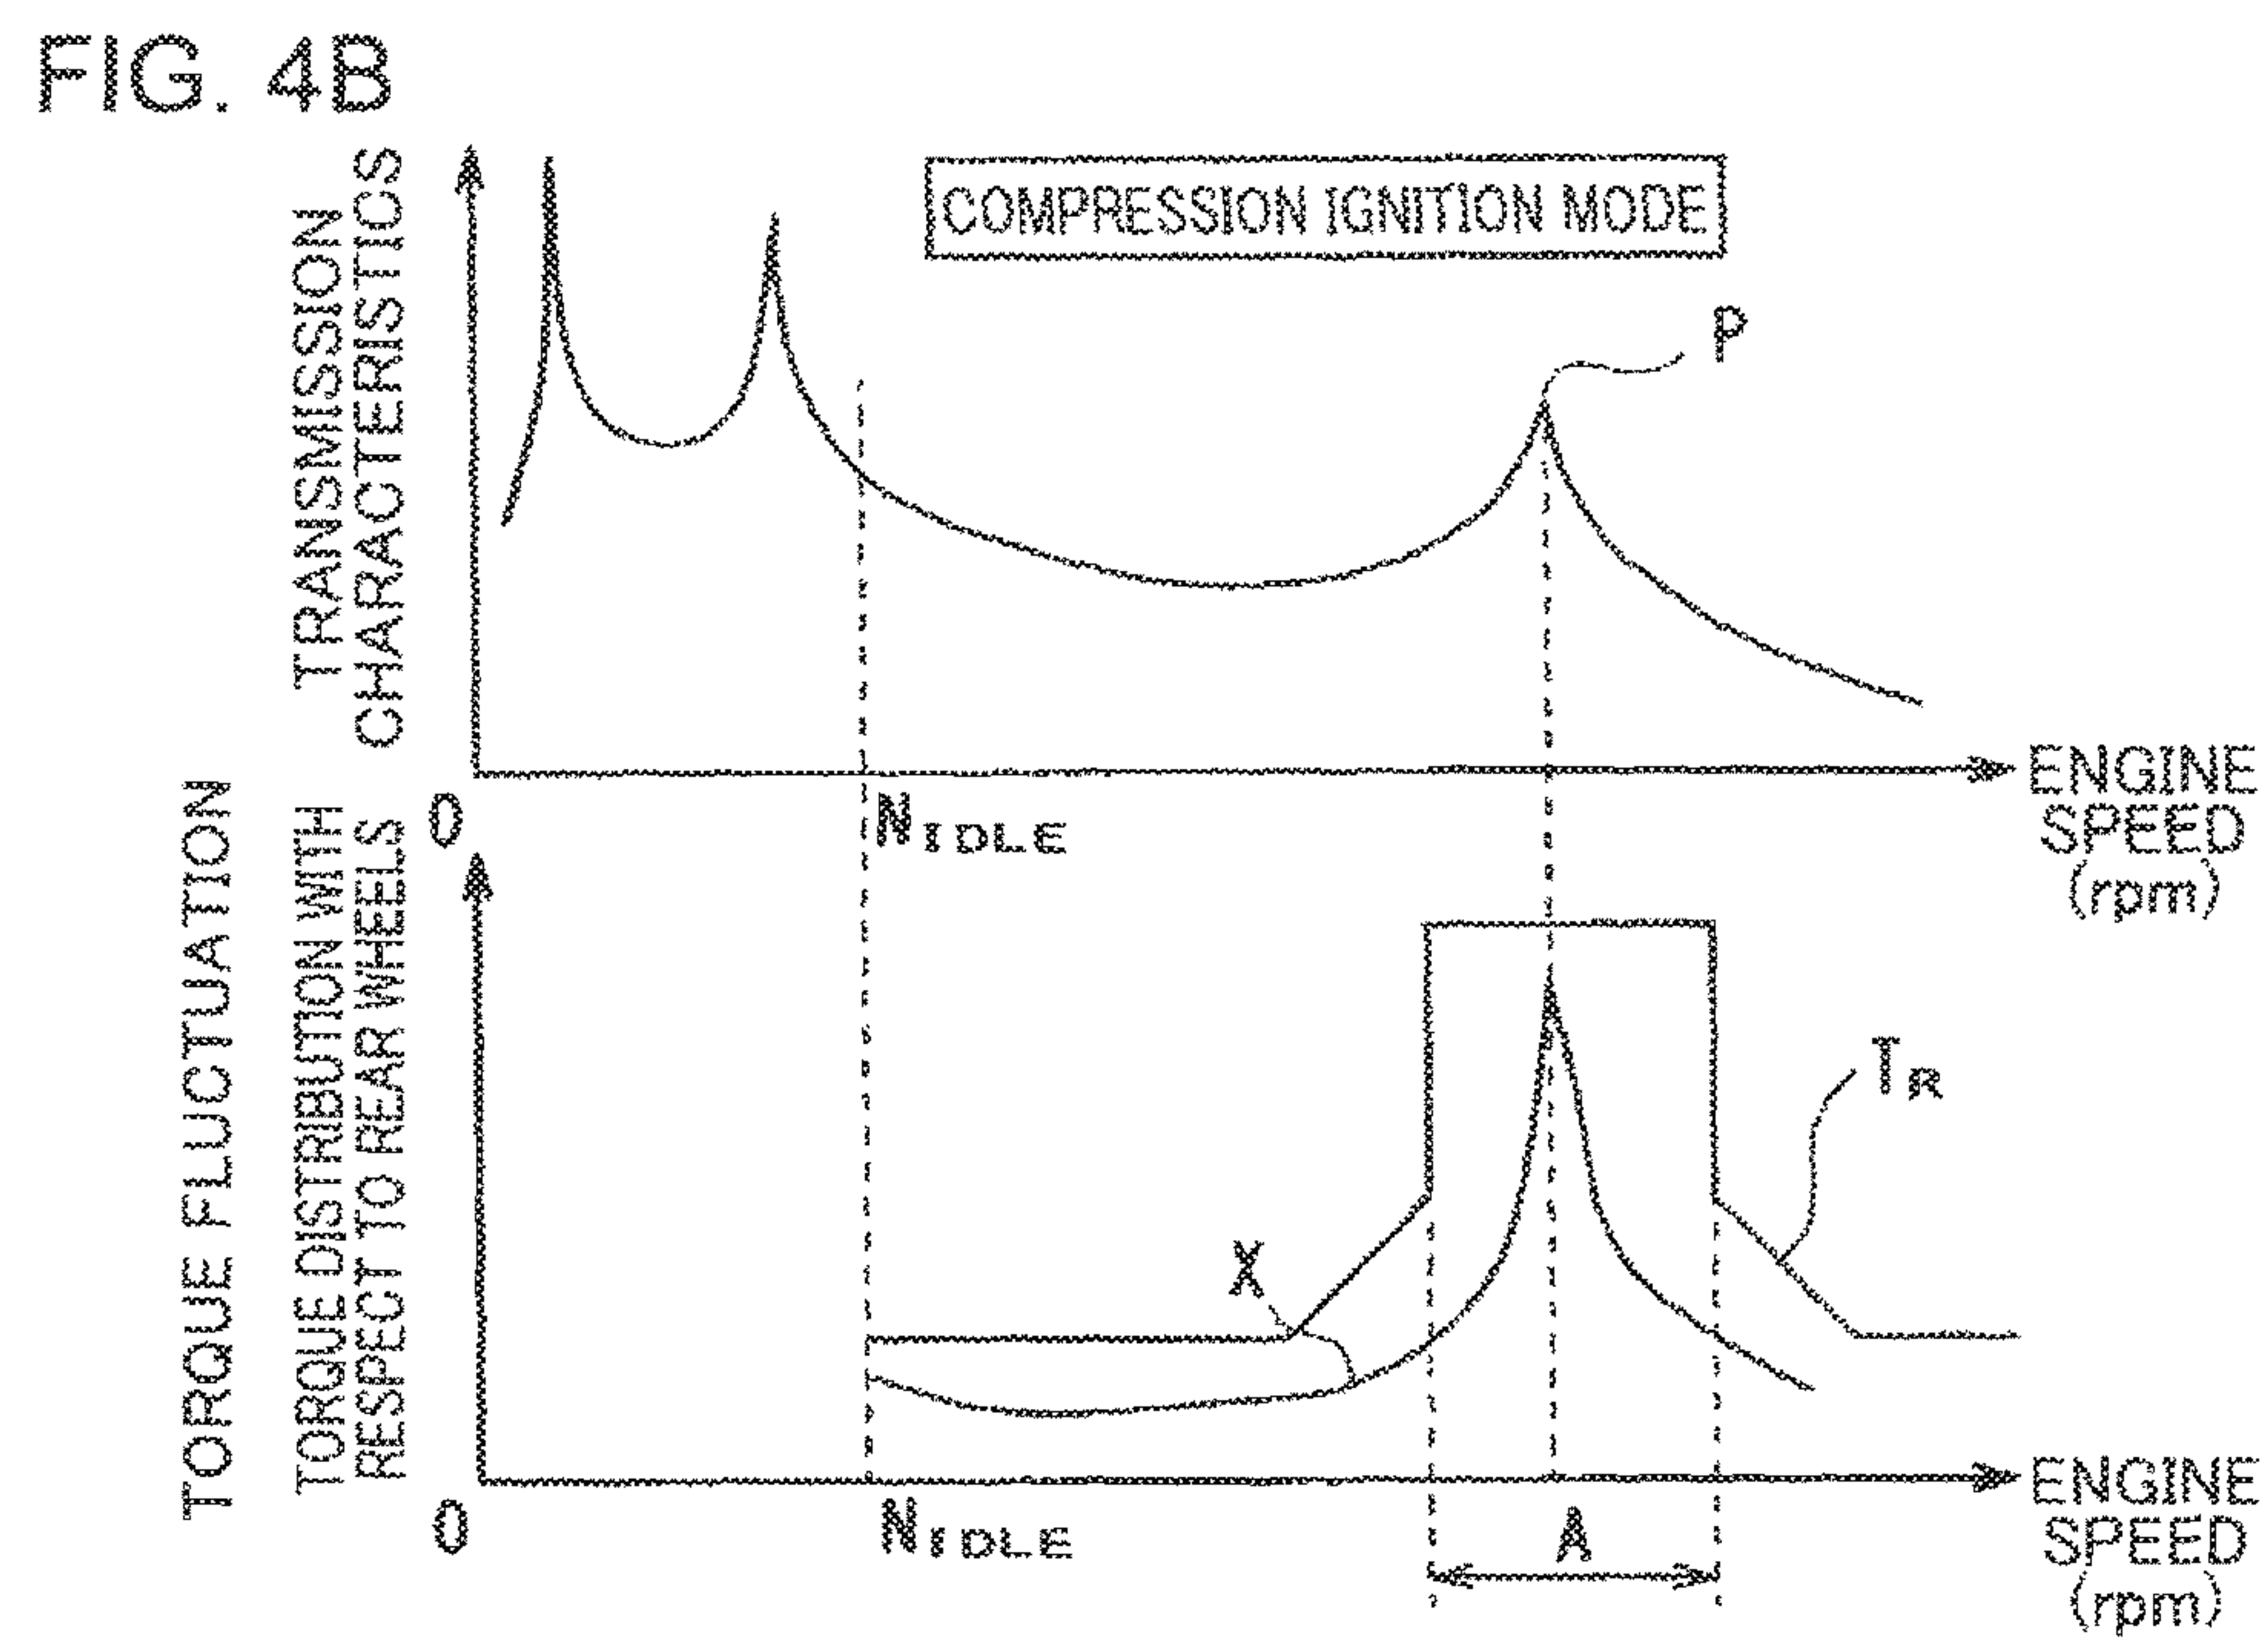 FIG. 4B
TRANSMISSION
CHARACTERISTICS
COMPRESSION IGNITION MODE
P
0
NIDLE
ENGINE
SPEED
(rpm)
TORQUE FLUCTUATION
TORQUE DISTRIBUTION WITH
RESPECT TO REAR WHEELS
X
TR
0
NIDLE
A
ENGINE
SPEED
(rpm)